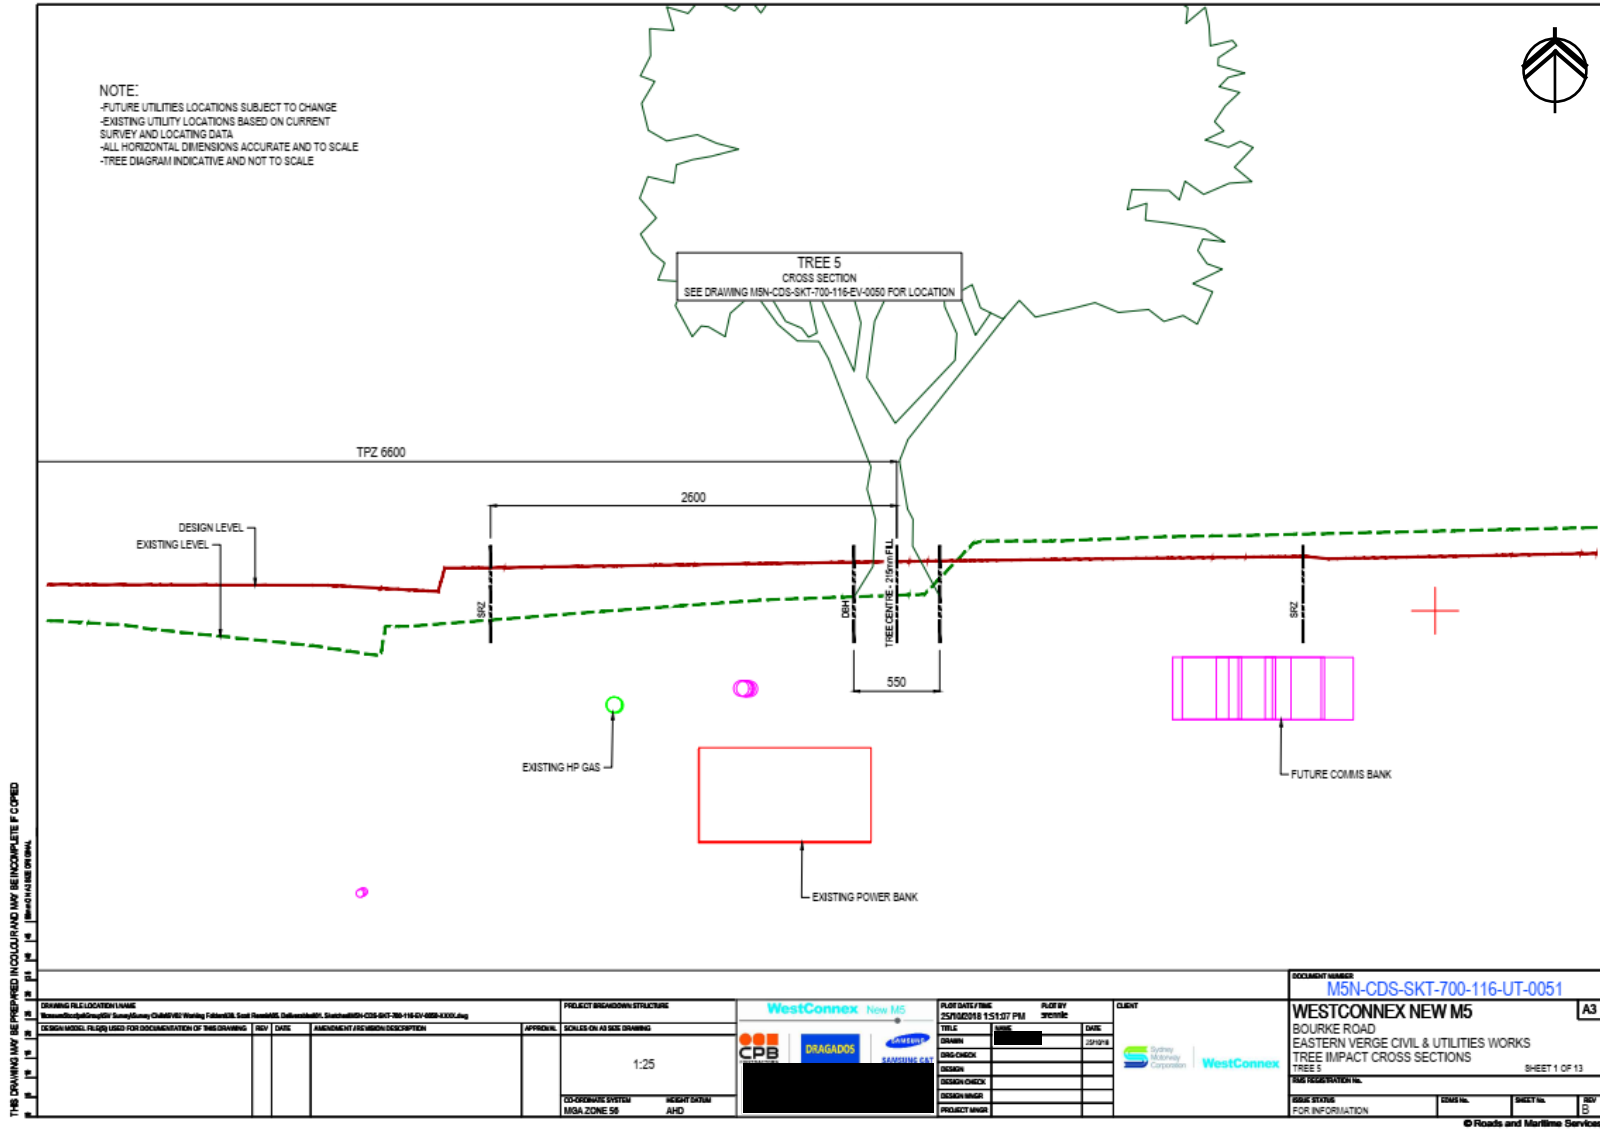 NOTE:
-FUTURE UTILITIES LOCATIONS SUBJECT TO CHANGE
-EXISTING UTILITY LOCATIONS BASED ON CURRENT
SURVEY AND LOCATING DATA
-ALL HORIZONTAL DIMENSIONS ACCURATE AND TO SCALE
-TREE DIAGRAM INDICATIVE AND NOT TO SCALE
TREE 5
CROSS SECTION
SEE DRAWING M5N-CDS-SKT-700-116-EV-0050 FOR LOCATION
TPZ 6600
2600
DESIGN LEVEL
EXISTING LEVEL
SRZ
DBH
TREE CENTRE - 215mm FILL
SRZ
550
EXISTING HP GAS
FUTURE COMMS BANK
EXISTING POWER BANK
THIS DRAWING MAY BE PREPARED IN COLOUR AND MAY BE INCOMPLETE IF COPIED
DRAWING FILE LOCATION \ NAME
DESIGN MODEL FILE(S) USED FOR DOCUMENTATION OF THIS DRAWING
REV
DATE
AMENDMENT / REVISION DESCRIPTION
APPROVAL
PROJECT BREAKDOWN STRUCTURE
SCALES ON A3 SIZE DRAWING
1:25
CO-ORDINATE SYSTEM
MGA ZONE 56
HEIGHT DATUM
AHD
WestConnex New M5
CPB
CONTRACTORS
DRAGADOS
SAMSUNG
SAMSUNG C&T
PLOT DATE / TIME
25/10/2018 1:51:07 PM
PLOT BY
TITLE
NAME
DATE
DRAWN
DRG CHECK
DESIGN
DESIGN CHECK
DESIGN MNGR
PROJECT MNGR
CLIENT
Sydney
Motorway
Corporation
WestConnex
DOCUMENT NUMBER
M5N-CDS-SKT-700-116-UT-0051
WESTCONNEX NEW M5
A3
BOURKE ROAD
EASTERN VERGE CIVIL & UTILITIES WORKS
TREE IMPACT CROSS SECTIONS
TREE 5
SHEET 1 OF 13
RMS REGISTRATION No.
ISSUE STATUS
FOR INFORMATION
EDMS No.
SHEET No.
REV
B
© Roads and Maritime Services